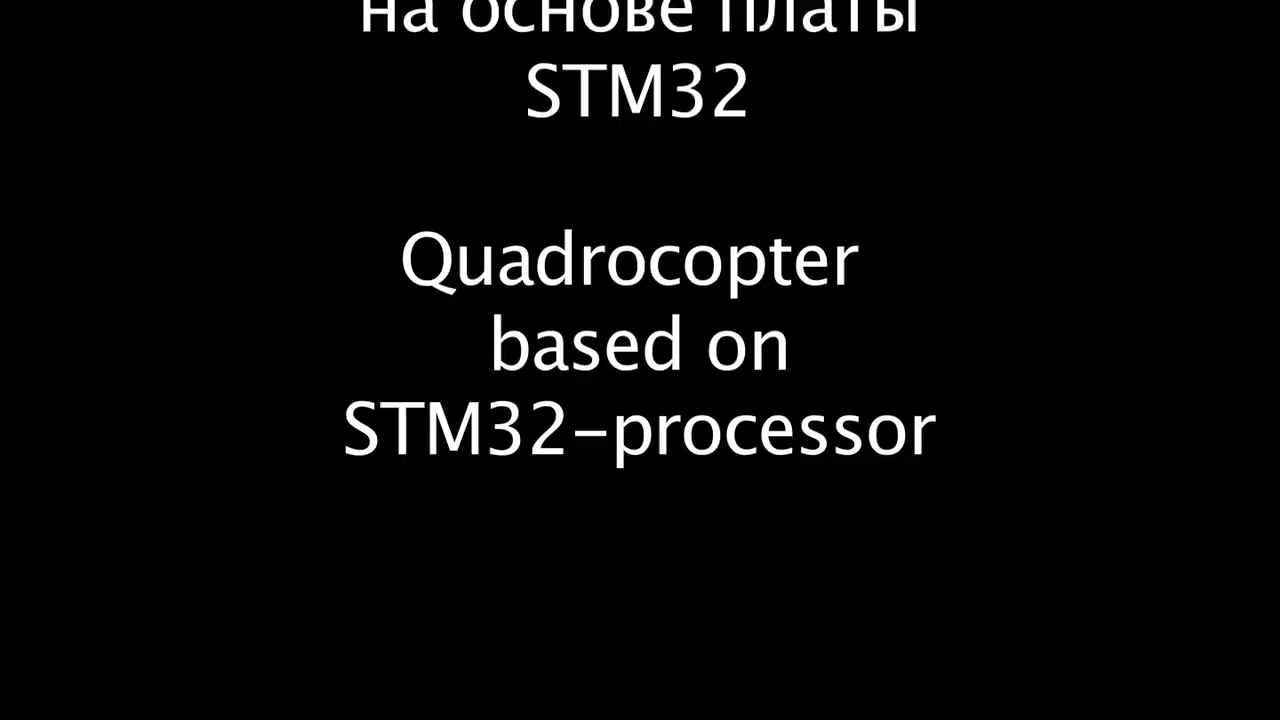 на основе платы
STM32
Quadrocopter
based on
STM32-processor